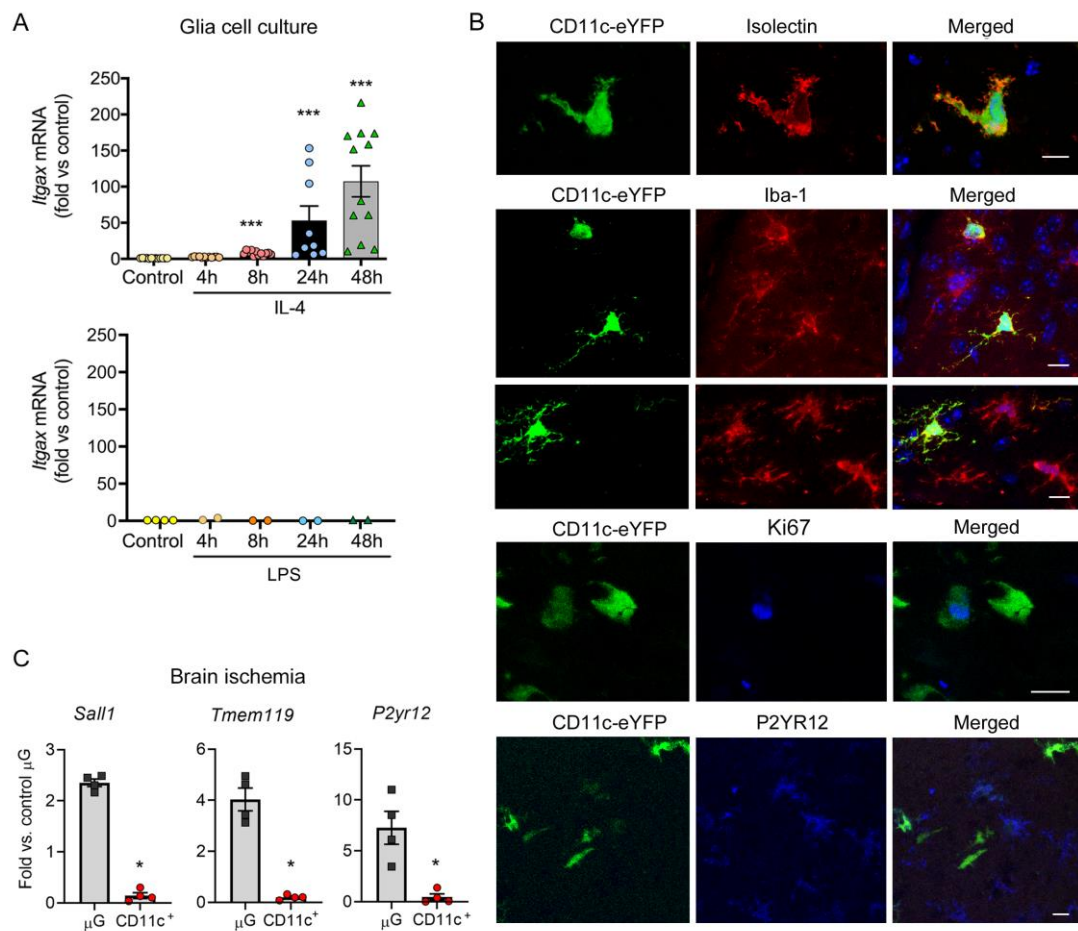 A
Glia cell culture
Itgax mRNA
(fold vs control)
250
200
150
100
50
0
***
***
***
Control
4h
8h
24h
48h
IL-4
Itgax mRNA
(fold vs control)
250
200
150
100
50
0
Control
4h
8h
24h
48h
LPS
B
CD11c-eYFP
Isolectin
Merged
CD11c-eYFP
Iba-1
Merged
CD11c-eYFP
Ki67
Merged
CD11c-eYFP
P2YR12
Merged
C
Brain ischemia
Sall1
Tmem119
P2yr12
Fold vs. control µG
3
2
1
0
*
µG
CD11c⁺
6
4
2
0
*
µG
CD11c⁺
15
10
5
0
*
µG
CD11c⁺